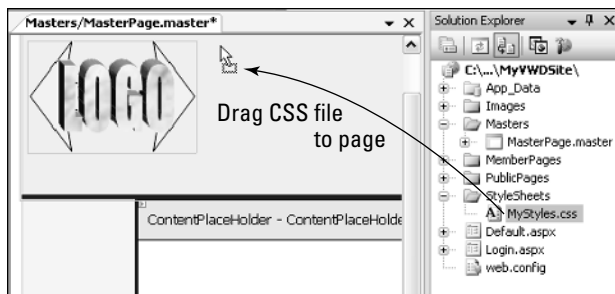 Masters/MasterPage.master*
LOGO
Drag CSS file
to page
ContentPlaceHolder - ContentPlaceHolde
Solution Explorer
C:\...\MyVWDSite\
App_Data
Images
Masters
MasterPage.master
MemberPages
PublicPages
StyleSheets
MyStyles.css
Default.aspx
Login.aspx
web.config